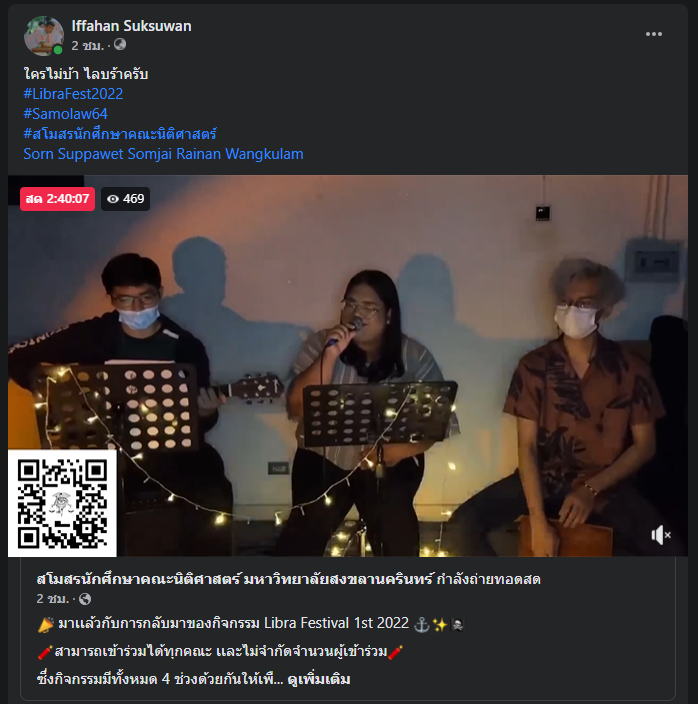 Iffahan Suksuwan
2 ชม. ·
ใครไม่บ้า ไลบร้าครับ
#LibraFest2022
#Samolaw64
#สโมสรนักศึกษาคณะนิติศาสตร์
Sorn Suppawet Somjai Rainan Wangkulam
สด 2:40:07 469
สโมสรนักศึกษาคณะนิติศาสตร์ มหาวิทยาลัยสงขลานครินทร์ กำลังถ่ายทอดสด
2 ชม. ·
🎉 มาแล้วกับการกลับมาของกิจกรรม Libra Festival 1st 2022 ⚓✨☠️
🧨สามารถเข้าร่วมได้ทุกคณะ และไม่จำกัดจำนวนผู้เข้าร่วม🧨
ซึ่งกิจกรรมมีทั้งหมด 4 ช่วงด้วยกันให้เพื่... ดูเพิ่มเติม